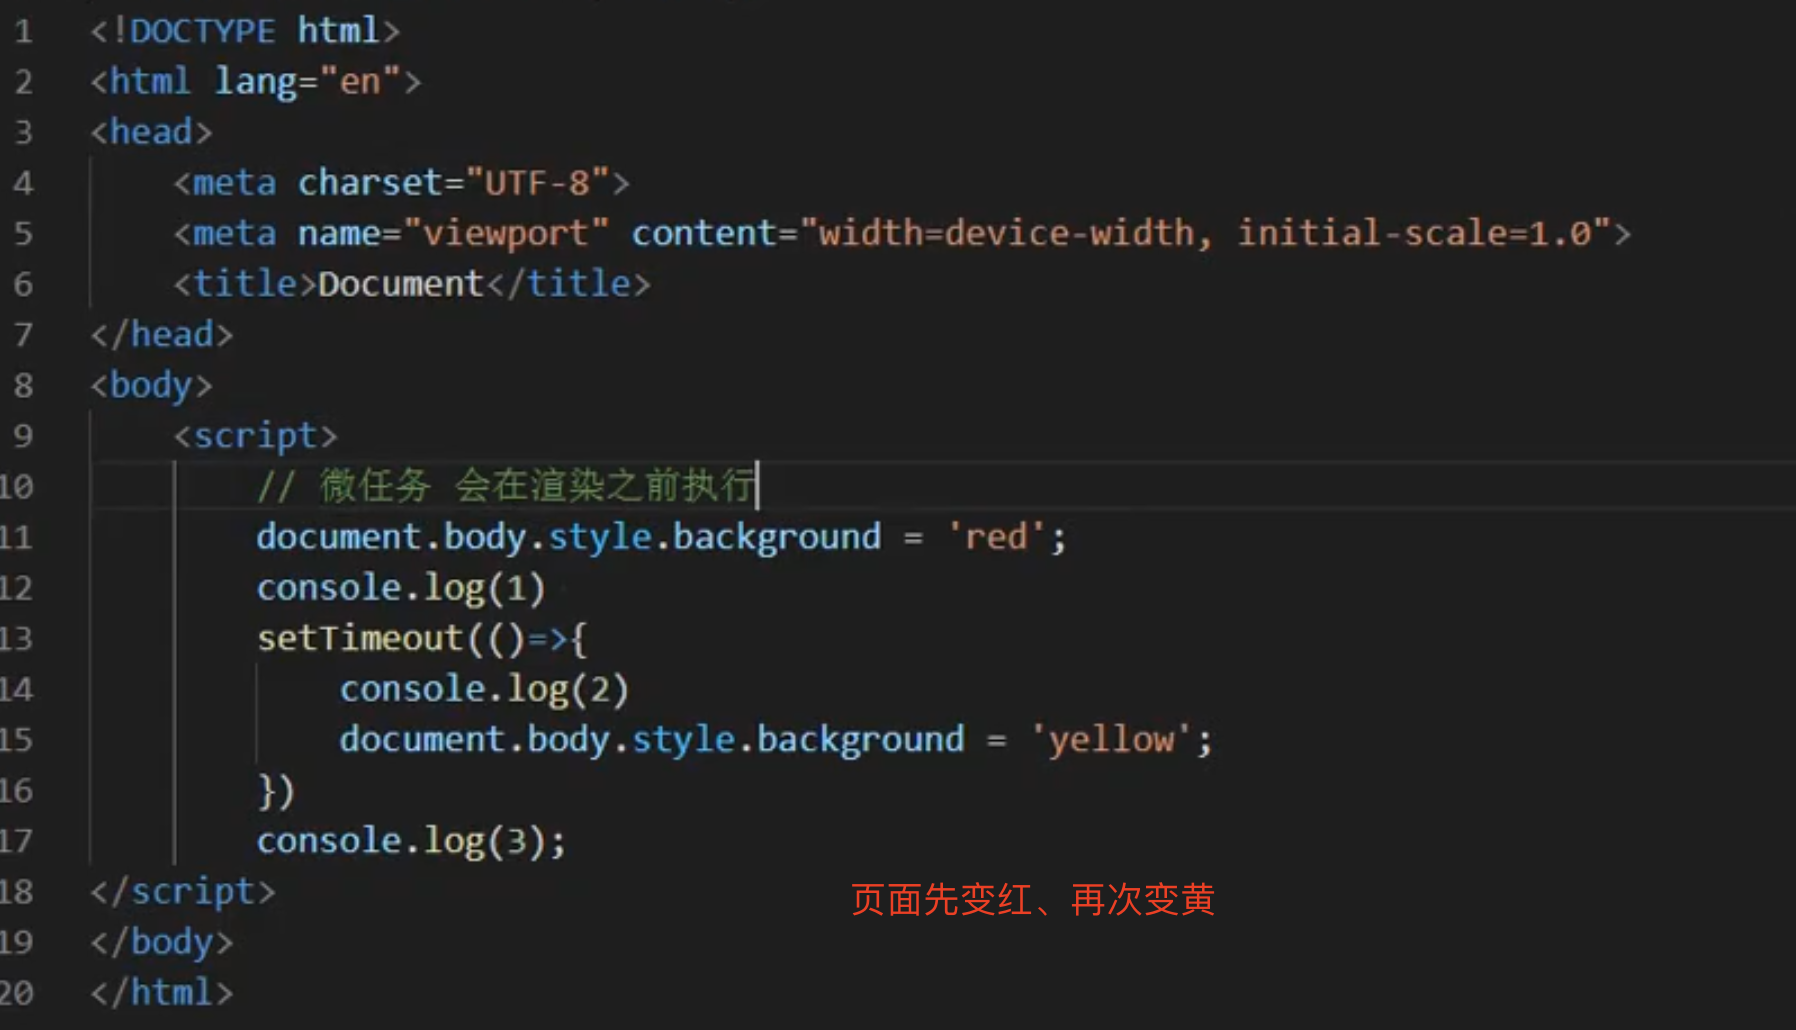 1 <!DOCTYPE html>
2 <html lang="en">
3 <head>
4     <meta charset="UTF-8">
5     <meta name="viewport" content="width=device-width, initial-scale=1.0">
6     <title>Document</title>
7 </head>
8 <body>
9     <script>
10         // 微任务 会在渲染之前执行
11         document.body.style.background = 'red';
12         console.log(1)
13         setTimeout(()=>{
14             console.log(2)
15             document.body.style.background = 'yellow';
16         })
17         console.log(3);
18 </script>
页面先变红、再次变黄
19 </body>
20 </html>